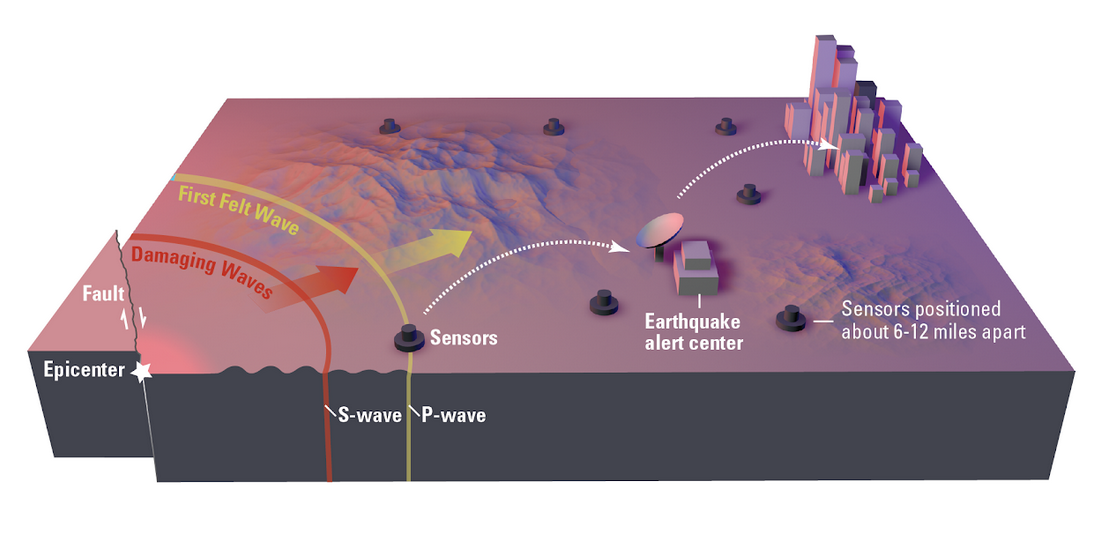 First Felt Wave
Damaging Waves
Fault
Epicenter
Sensors
S-wave
P-wave
Earthquake
alert center
Sensors positioned
about 6-12 miles apart